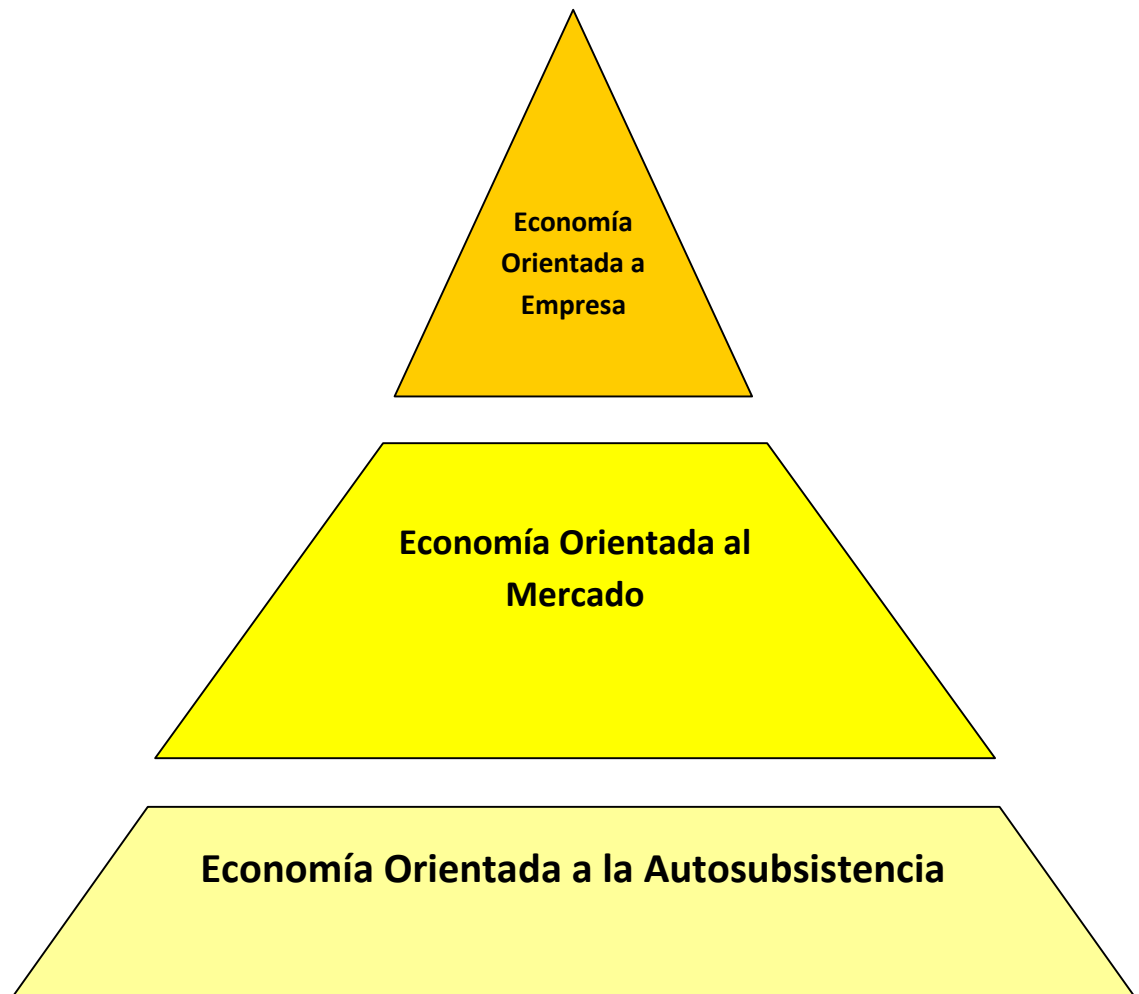 Economía
Orientada a
Empresa
Economía Orientada al
Mercado
Economía Orientada a la Autosubsistencia